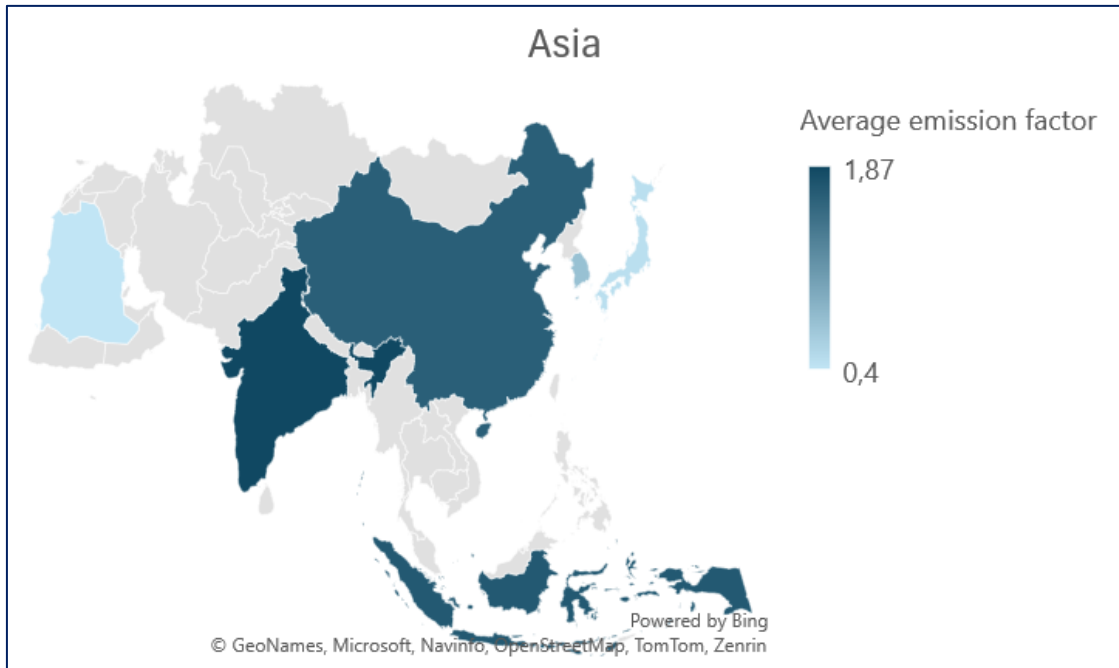 Asia
Average emission factor
1,87
0,4
Powered by Bing
© GeoNames, Microsoft, Navinfo, OpenStreetMap, TomTom, Zenrin